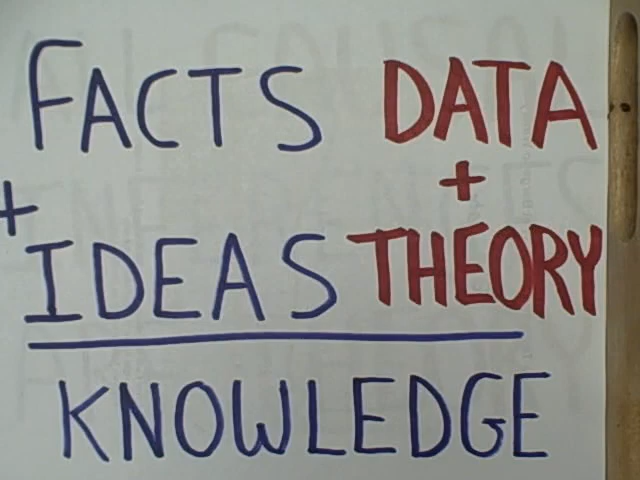 FACTS DATA
+ +
IDEAS THEORY
KNOWLEDGE